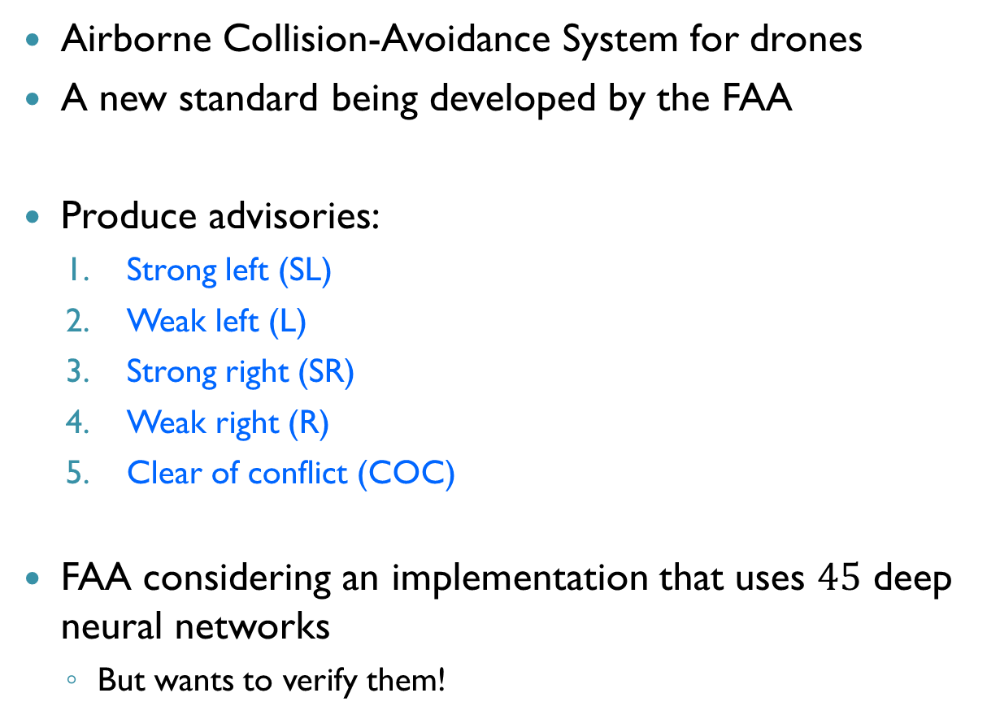 • Airborne Collision-Avoidance System for drones
• A new standard being developed by the FAA
• Produce advisories:
1. Strong left (SL)
2. Weak left (L)
3. Strong right (SR)
4. Weak right (R)
5. Clear of conflict (COC)
• FAA considering an implementation that uses 45 deep
neural networks
◦ But wants to verify them!